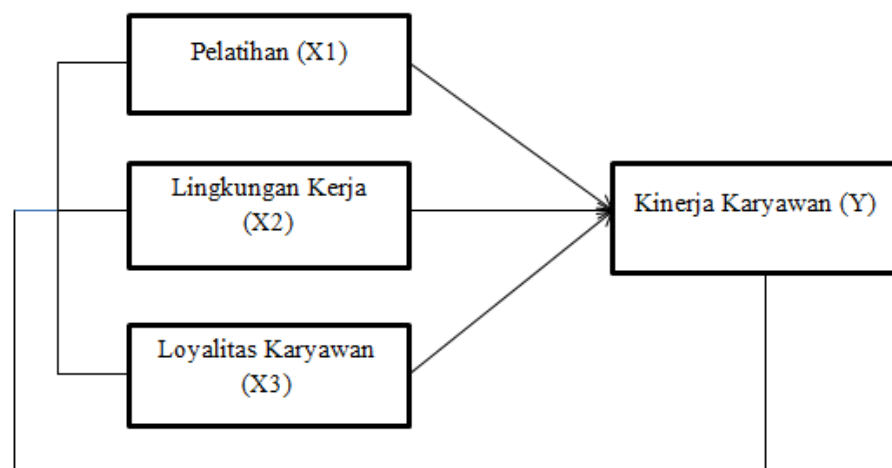 Pelatihan (X1)
Lingkungan Kerja
(X2)
Kinerja Karyawan (Y)
Loyalitas Karyawan
(X3)